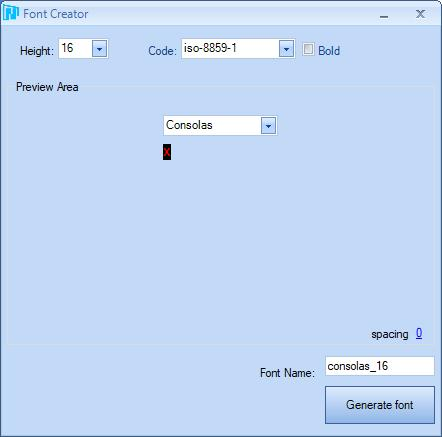 Font Creator
Height: 16 Code: iso-8859-1 Bold
Preview Area
Consolas
X
spacing 0
Font Name: consolas_16
Generate font